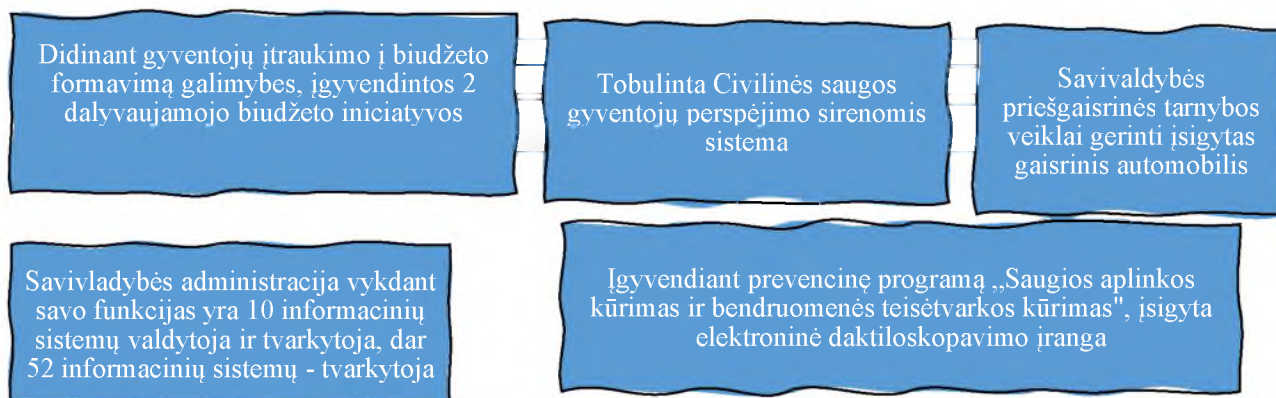 Didinant gyventojų įtraukimo į biudžeto
formavimą galimybes, įgyvendintos 2
dalyvaujamojo biudžeto iniciatyvos
Tobulinta Civilinės saugos
gyventojų perspėjimo sirenomis
sistema
Savivaldybės
priešgaisrinės tarnybos
veiklai gerinti įsigytas
gaisrinis automobilis
Savivladybės administracija vykdant
savo funkcijas yra 10 informacinių
sistemų valdytoja ir tvarkytoja, dar
52 informacinių sistemų - tvarkytoja
Įgyvendiant prevencinę programą ,,Saugios aplinkos
kūrimas ir bendruomenės teisėtvarkos kūrimas", įsigyta
elektroninė daktiloskopavimo įranga